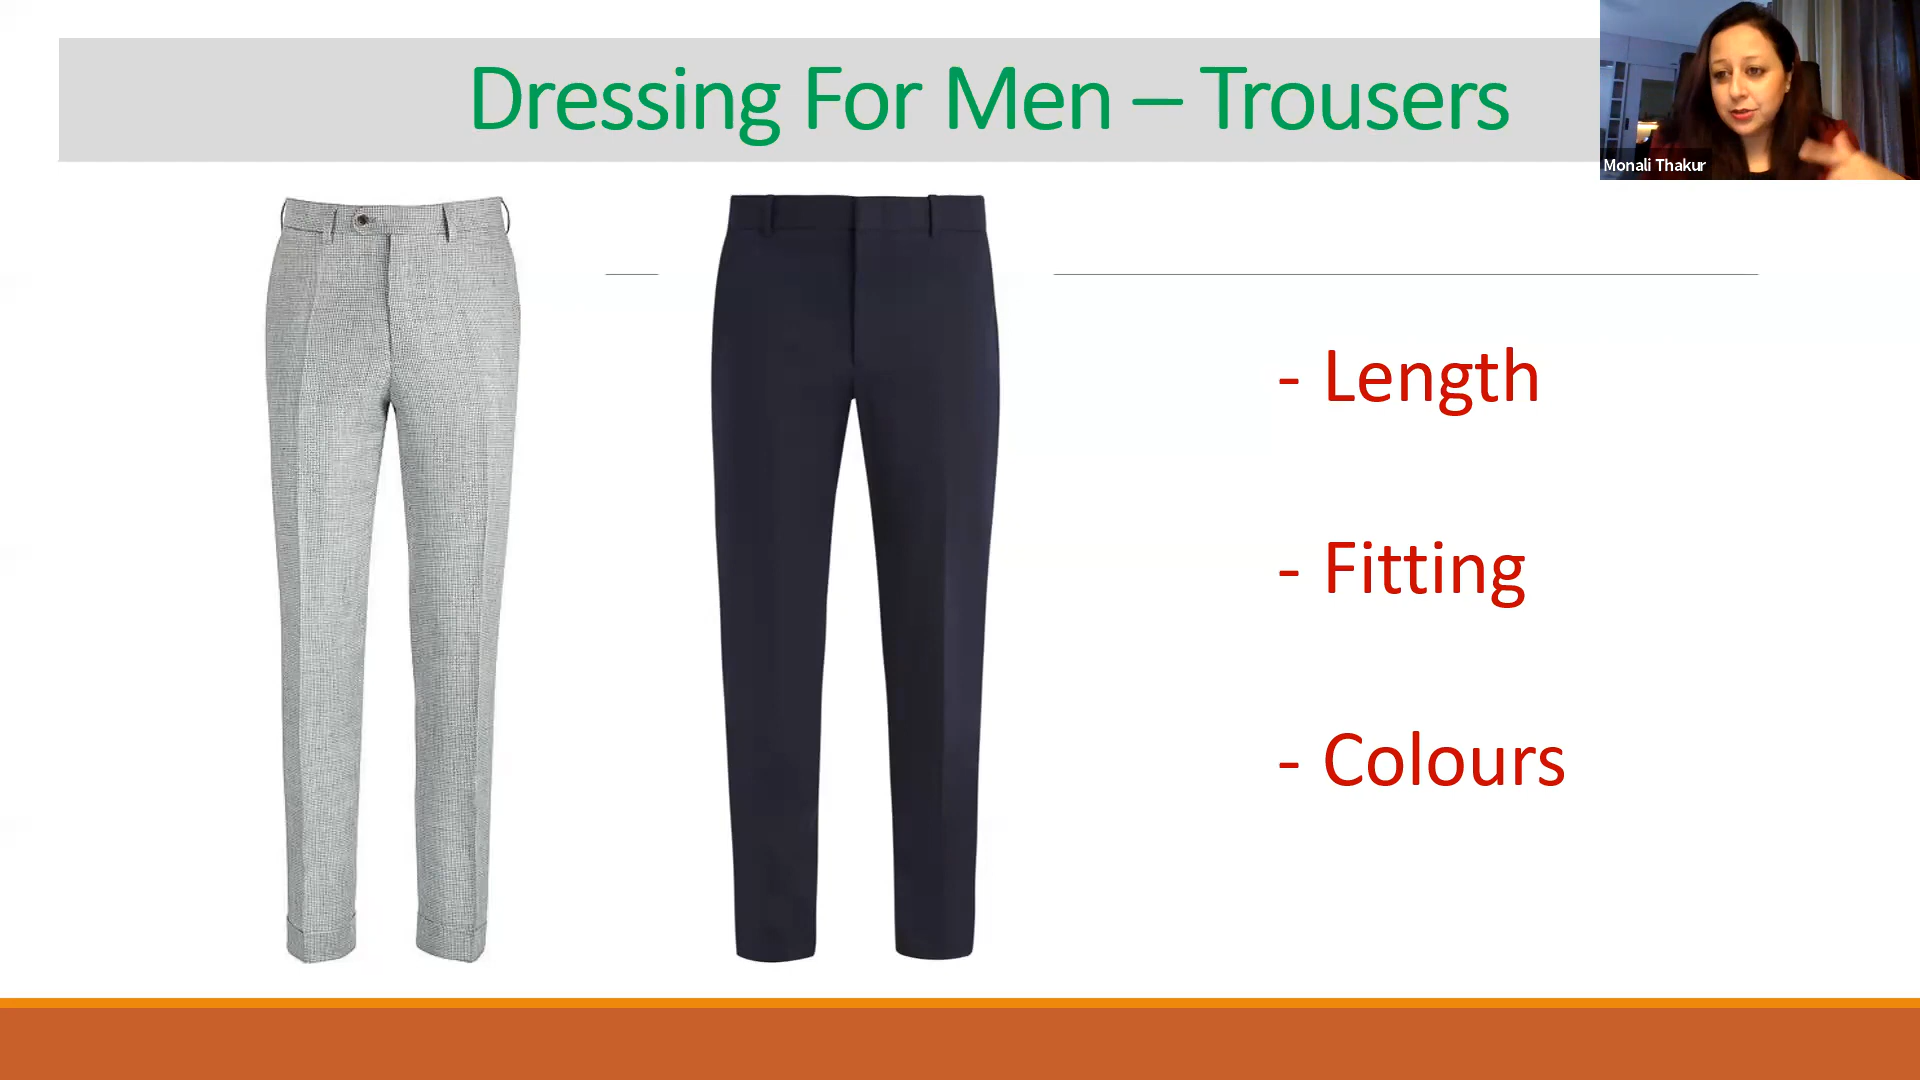 Dressing For Men – Trousers
Monali Thakur
- Length
- Fitting
- Colours